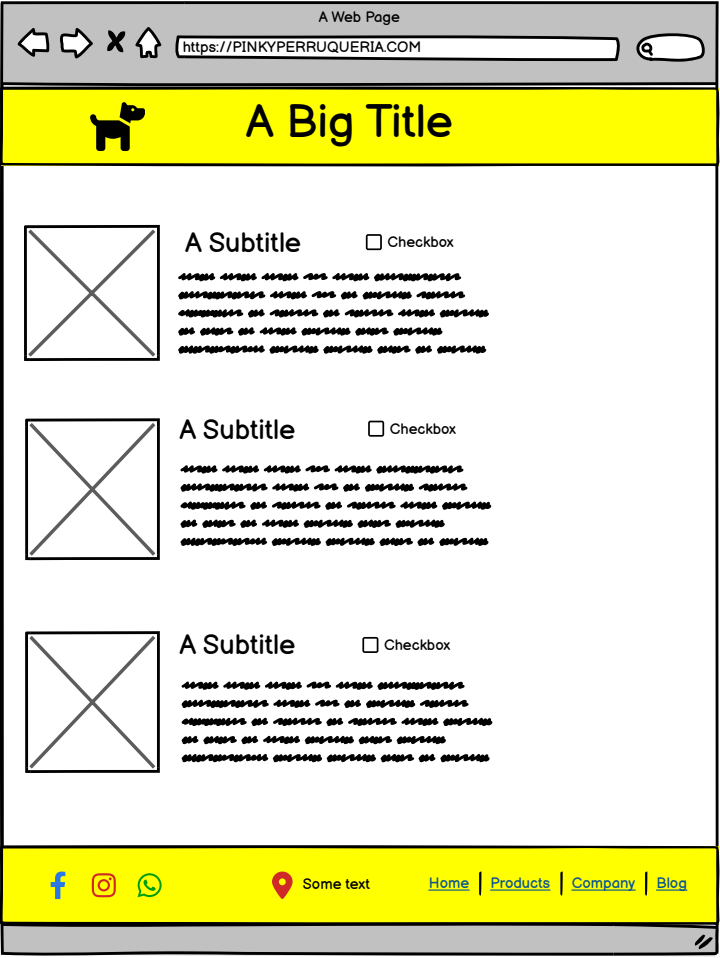 A Web Page
https://PINKYPERRUQUERIA.COM
A Big Title
A Subtitle
Checkbox
A Subtitle
Checkbox
A Subtitle
Checkbox
Some text
Home | Products | Company | Blog